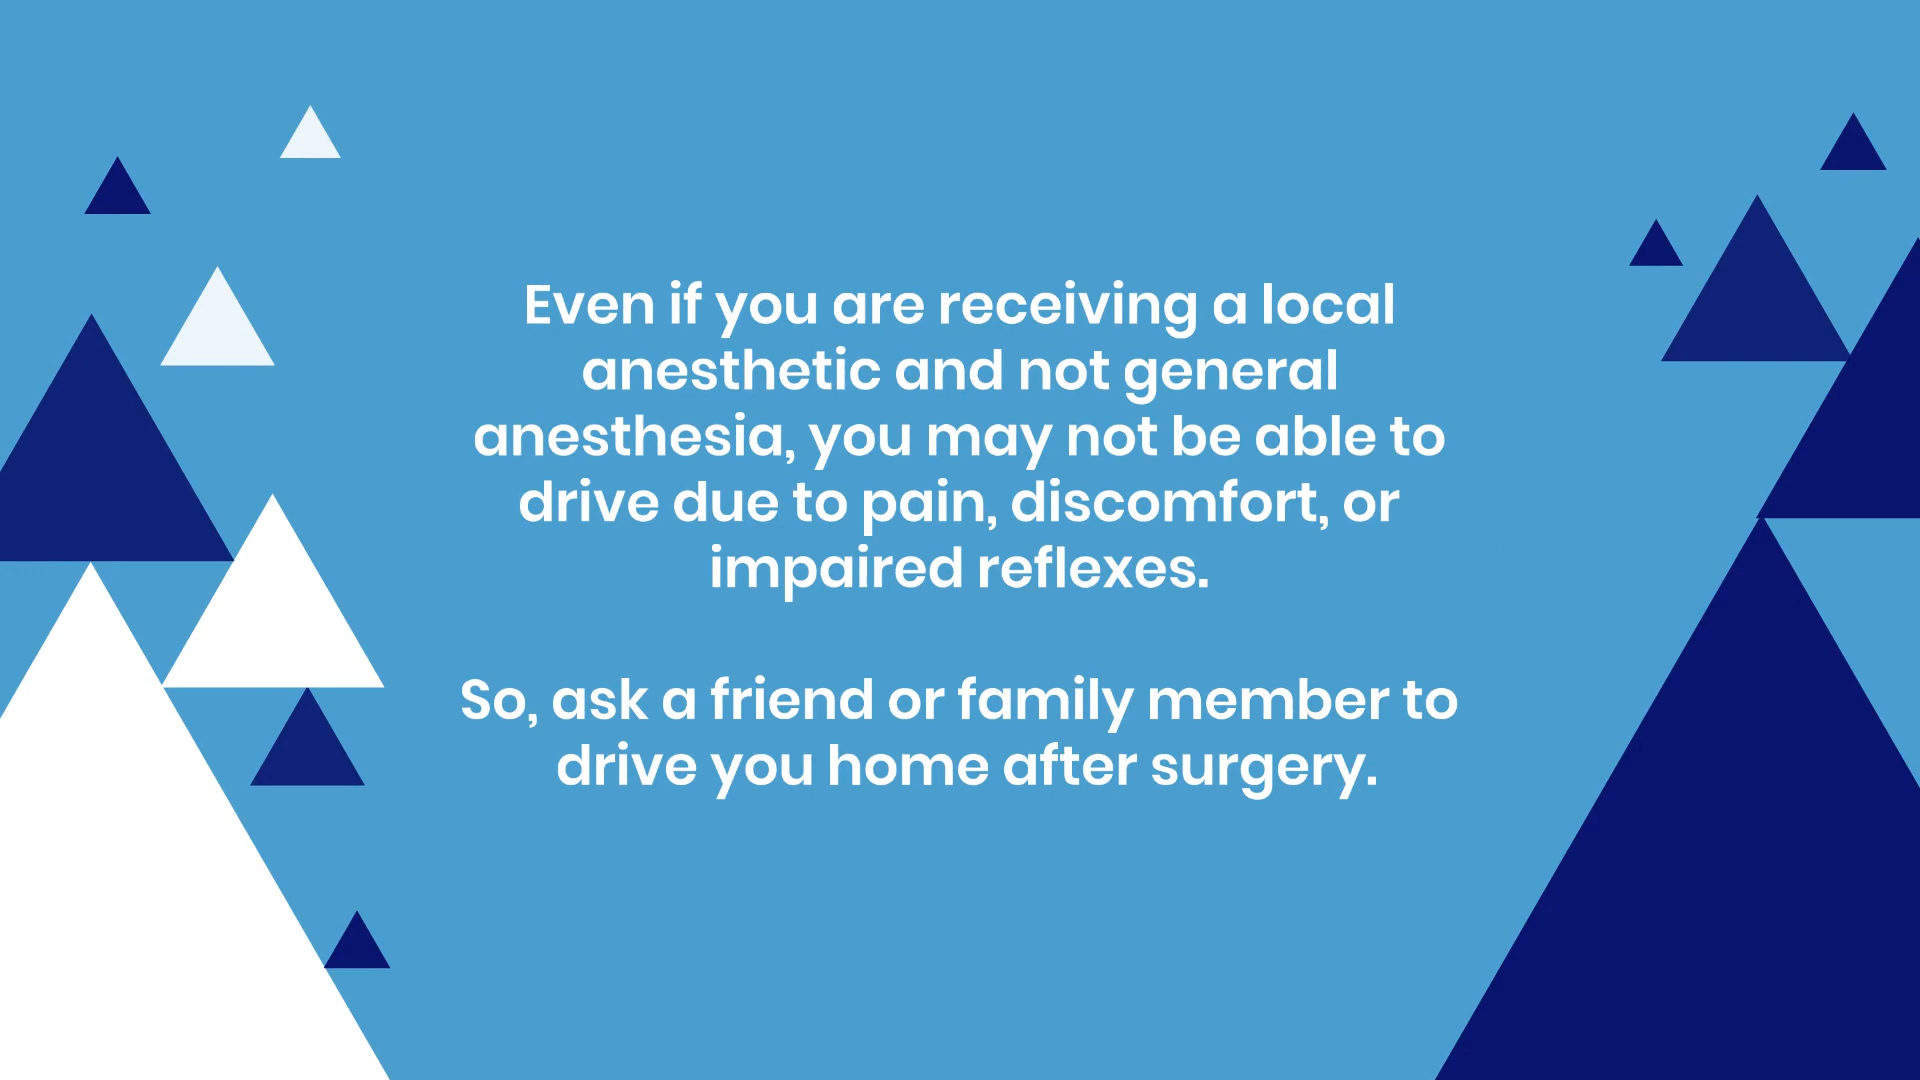 Even if you are receiving a local
anesthetic and not general
anesthesia, you may not be able to
drive due to pain, discomfort, or
impaired reflexes.
So, ask a friend or family member to
drive you home after surgery.